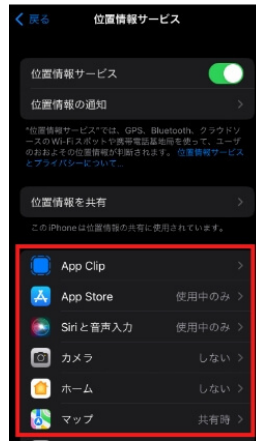 戻る
位置情報サービス
位置情報サービス
位置情報の通知
"位置情報サービス"では、GPS、Bluetooth、クラウドソ
ースのWi-Fiスポットや携帯電話基地局を使って、ユーザ
のおおよその位置情報が判断されます。 位置情報サービス
とプライバシーについて...
位置情報を共有
このiPhoneは位置情報の共有に使用されています。
App Clip
App Store 使用中のみ
Siriと音声入力 使用中のみ
カメラ しない
ホーム しない
マップ 共有時